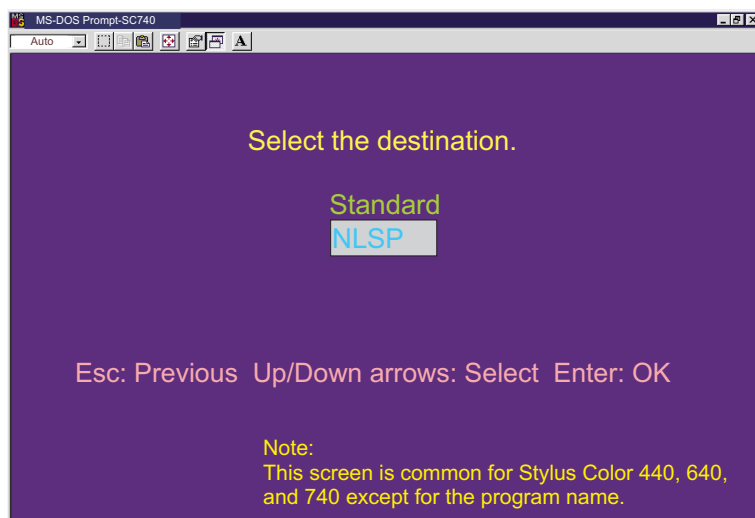 MS-DOS Prompt-SC740
Auto
A
Select the destination.
Standard
NLSP
Esc: Previous  Up/Down arrows: Select  Enter: OK
Note:
This screen is common for Stylus Color 440, 640,
and 740 except for the program name.